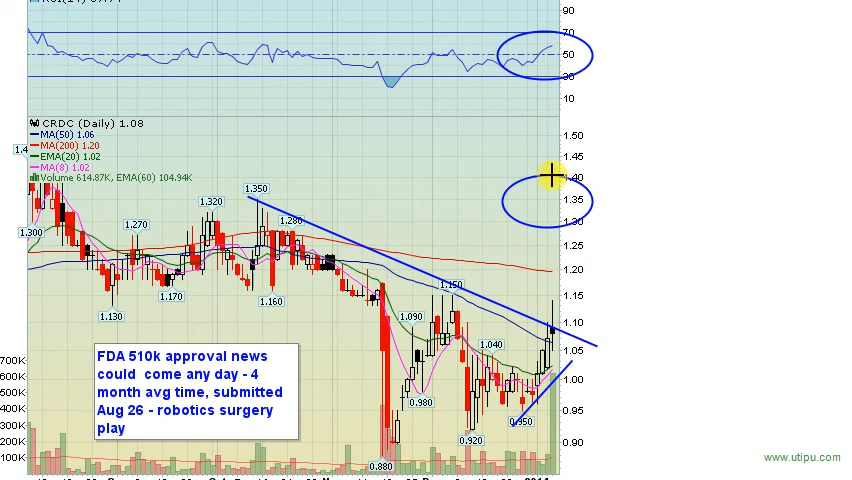 90
70
50
30
10
CRDC (Daily) 1.08
MA(50) 1.06
MA(200) 1.20
EMA(20) 1.02
MA(8) 1.02
Volume 614.87K, EMA(60) 104.94K
1.50
1.45
1.40
1.35
1.30
1.25
1.20
1.15
1.10
1.05
1.00
0.95
0.90
1.4
1.300
1.130
1.270
1.170
1.320
1.350
1.160
1.280
0.880
1.090
0.980
1.150
0.920
1.040
0.950
700K
600K
500K
400K
300K
200K
100K
FDA 510k approval news
could come any day - 4
month avg time, submitted
Aug 26 - robotics surgery
play
www.utipu.com